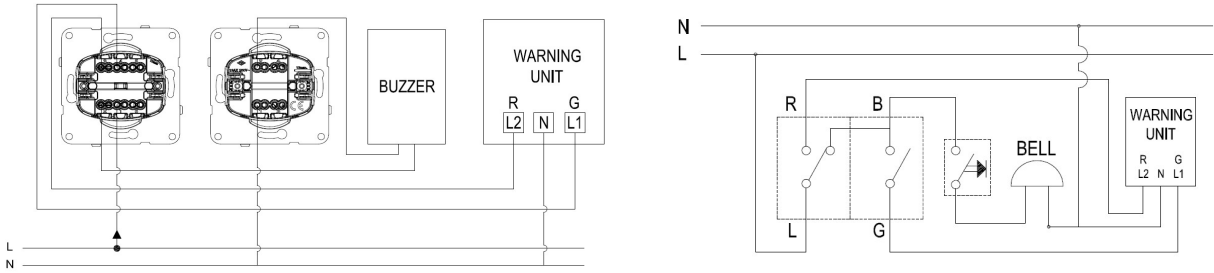 BUZZER
WARNING
UNIT
R G
L2 N L1
L
N
N
L
R B
L G
BELL
WARNING
UNIT
R G
L2 N L1